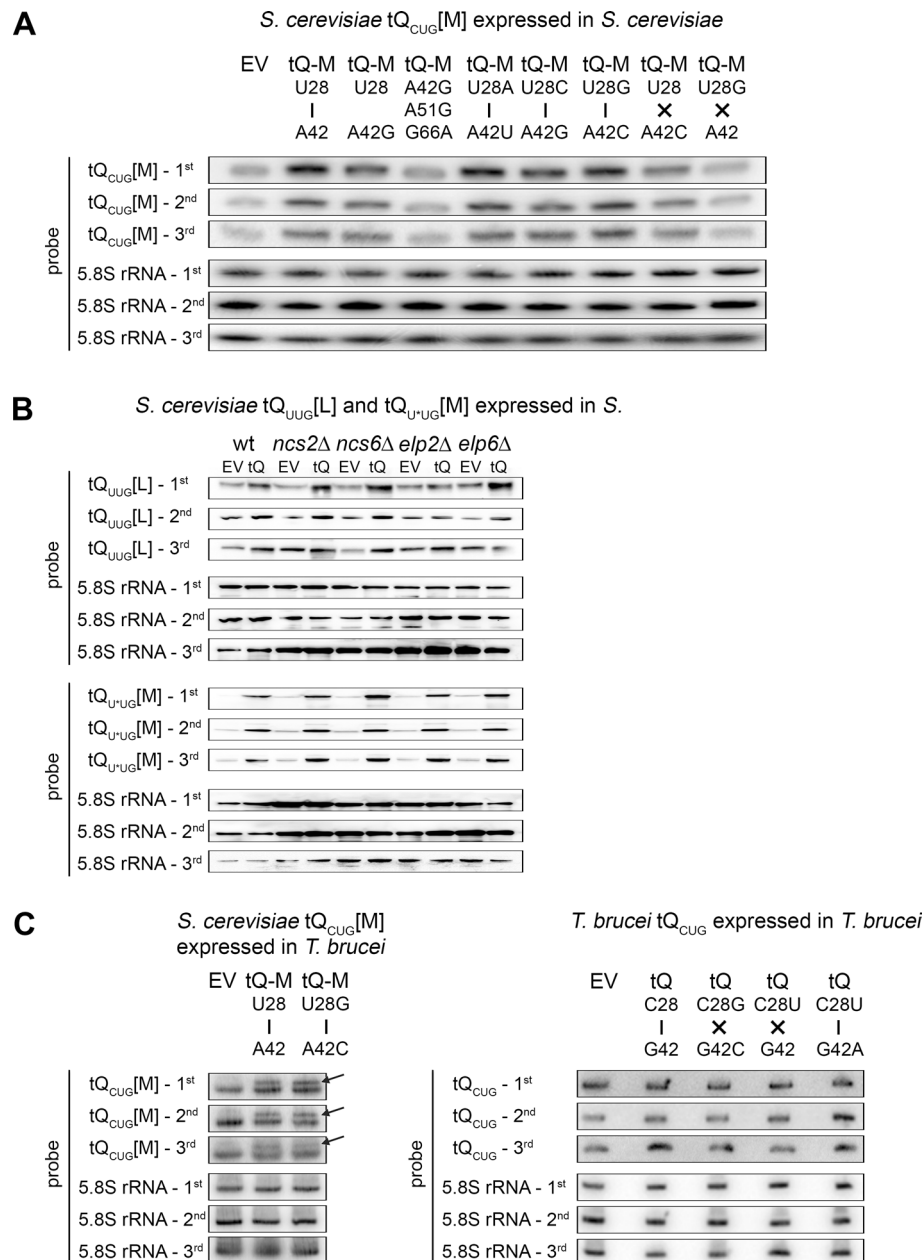 A
S. cerevisiae tQCUG[M] expressed in S. cerevisiae
EV tQ-M tQ-M tQ-M tQ-M tQ-M tQ-M tQ-M tQ-M
U28 U28 A42G U28A U28C U28G U28 U28G
A51G
A42 A42G G66A A42U A42G A42C A42C A42
probe
tQCUG[M] - 1st
tQCUG[M] - 2nd
tQCUG[M] - 3rd
5.8S rRNA - 1st
5.8S rRNA - 2nd
5.8S rRNA - 3rd
B
S. cerevisiae tQUUG[L] and tQU*UG[M] expressed in S.
wt ncs2Δ ncs6Δ elp2Δ elp6Δ
EV tQ EV tQ EV tQ EV tQ EV tQ
probe
tQUUG[L] - 1st
tQUUG[L] - 2nd
tQUUG[L] - 3rd
5.8S rRNA - 1st
5.8S rRNA - 2nd
5.8S rRNA - 3rd
probe
tQU*UG[M] - 1st
tQU*UG[M] - 2nd
tQU*UG[M] - 3rd
5.8S rRNA - 1st
5.8S rRNA - 2nd
5.8S rRNA - 3rd
C
S. cerevisiae tQCUG[M]
expressed in T. brucei
EV tQ-M tQ-M
U28 U28G
A42 A42C
probe
tQCUG[M] - 1st
tQCUG[M] - 2nd
tQCUG[M] - 3rd
5.8S rRNA - 1st
5.8S rRNA - 2nd
5.8S rRNA - 3rd
T. brucei tQCUG expressed in T. brucei
EV tQ tQ tQ tQ
C28 C28G C28U C28U
G42 G42C G42 G42A
probe
tQCUG - 1st
tQCUG - 2nd
tQCUG - 3rd
5.8S rRNA - 1st
5.8S rRNA - 2nd
5.8S rRNA - 3rd